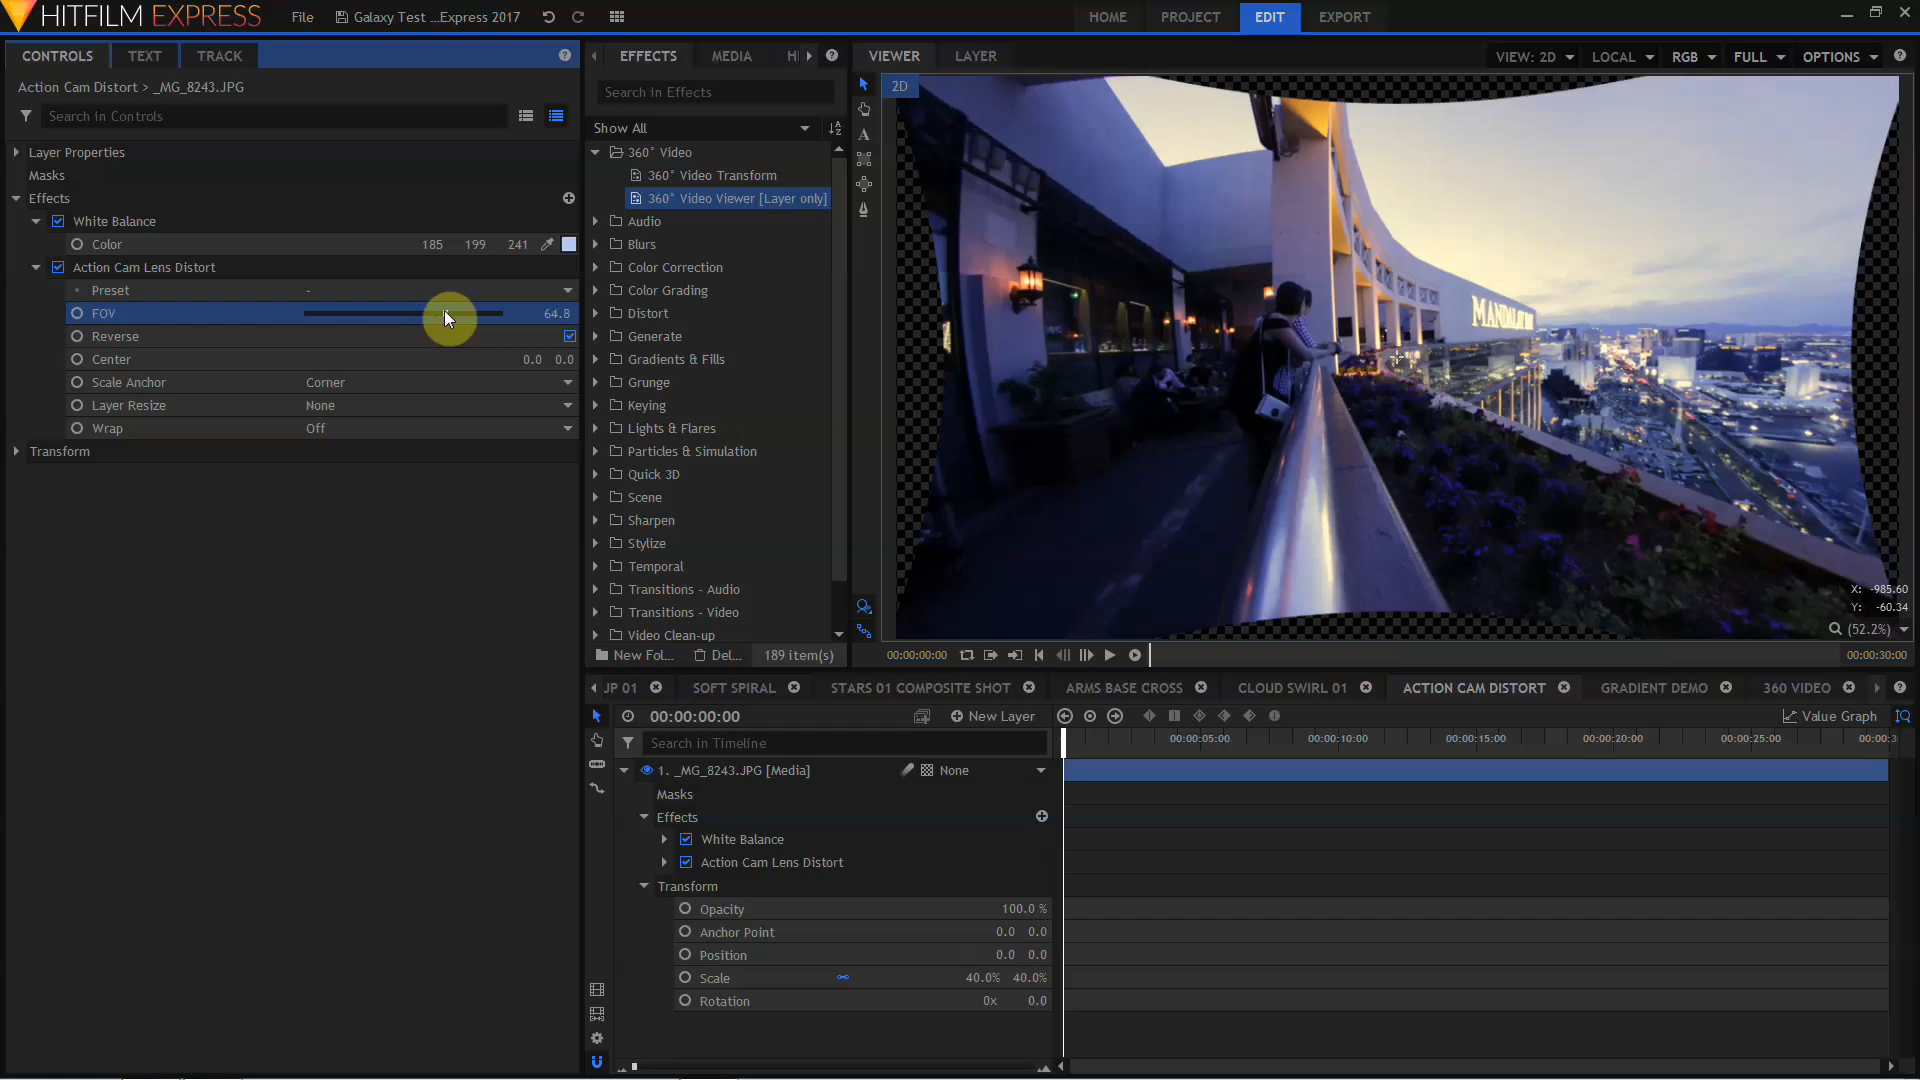 HITFILM EXPRESS
File
Galaxy Test ...Express 2017
HOME
PROJECT
EDIT
EXPORT
CONTROLS
TEXT
TRACK
Action Cam Distort > _MG_8243.JPG
Search in Controls
Layer Properties
Masks
Effects
White Balance
Color 185 199 241
Action Cam Lens Distort
Preset -
FOV 64.8
Reverse
Center 0.0 0.0
Scale Anchor Corner
Layer Resize None
Wrap Off
Transform
EFFECTS
MEDIA
Search in Effects
Show All
360° Video
360° Video Transform
360° Video Viewer [Layer only]
Audio
Blurs
Color Correction
Color Grading
Distort
Generate
Gradients & Fills
Grunge
Keying
Lights & Flares
Particles & Simulation
Quick 3D
Scene
Sharpen
Stylize
Temporal
Transitions - Audio
Transitions - Video
Video Clean-up
New Fol...
Del...
189 item(s)
VIEWER
LAYER
VIEW: 2D
LOCAL
RGB
FULL
OPTIONS
2D
A
MANDALAY BAY
X: -985.60
Y: -60.34
(52.2%)
00:00:00:00
00:00:30:00
JP 01
SOFT SPIRAL
STARS 01 COMPOSITE SHOT
ARMS BASE CROSS
CLOUD SWIRL 01
ACTION CAM DISTORT
GRADIENT DEMO
360 VIDEO
00:00:00:00
New Layer
Value Graph
Search in Timeline
00:00:05:00
00:00:10:00
00:00:15:00
00:00:20:00
00:00:25:00
00:00:3
1. _MG_8243.JPG [Media]
None
Masks
Effects
White Balance
Action Cam Lens Distort
Transform
Opacity 100.0 %
Anchor Point 0.0 0.0
Position 0.0 0.0
Scale 40.0% 40.0%
Rotation 0x 0.0